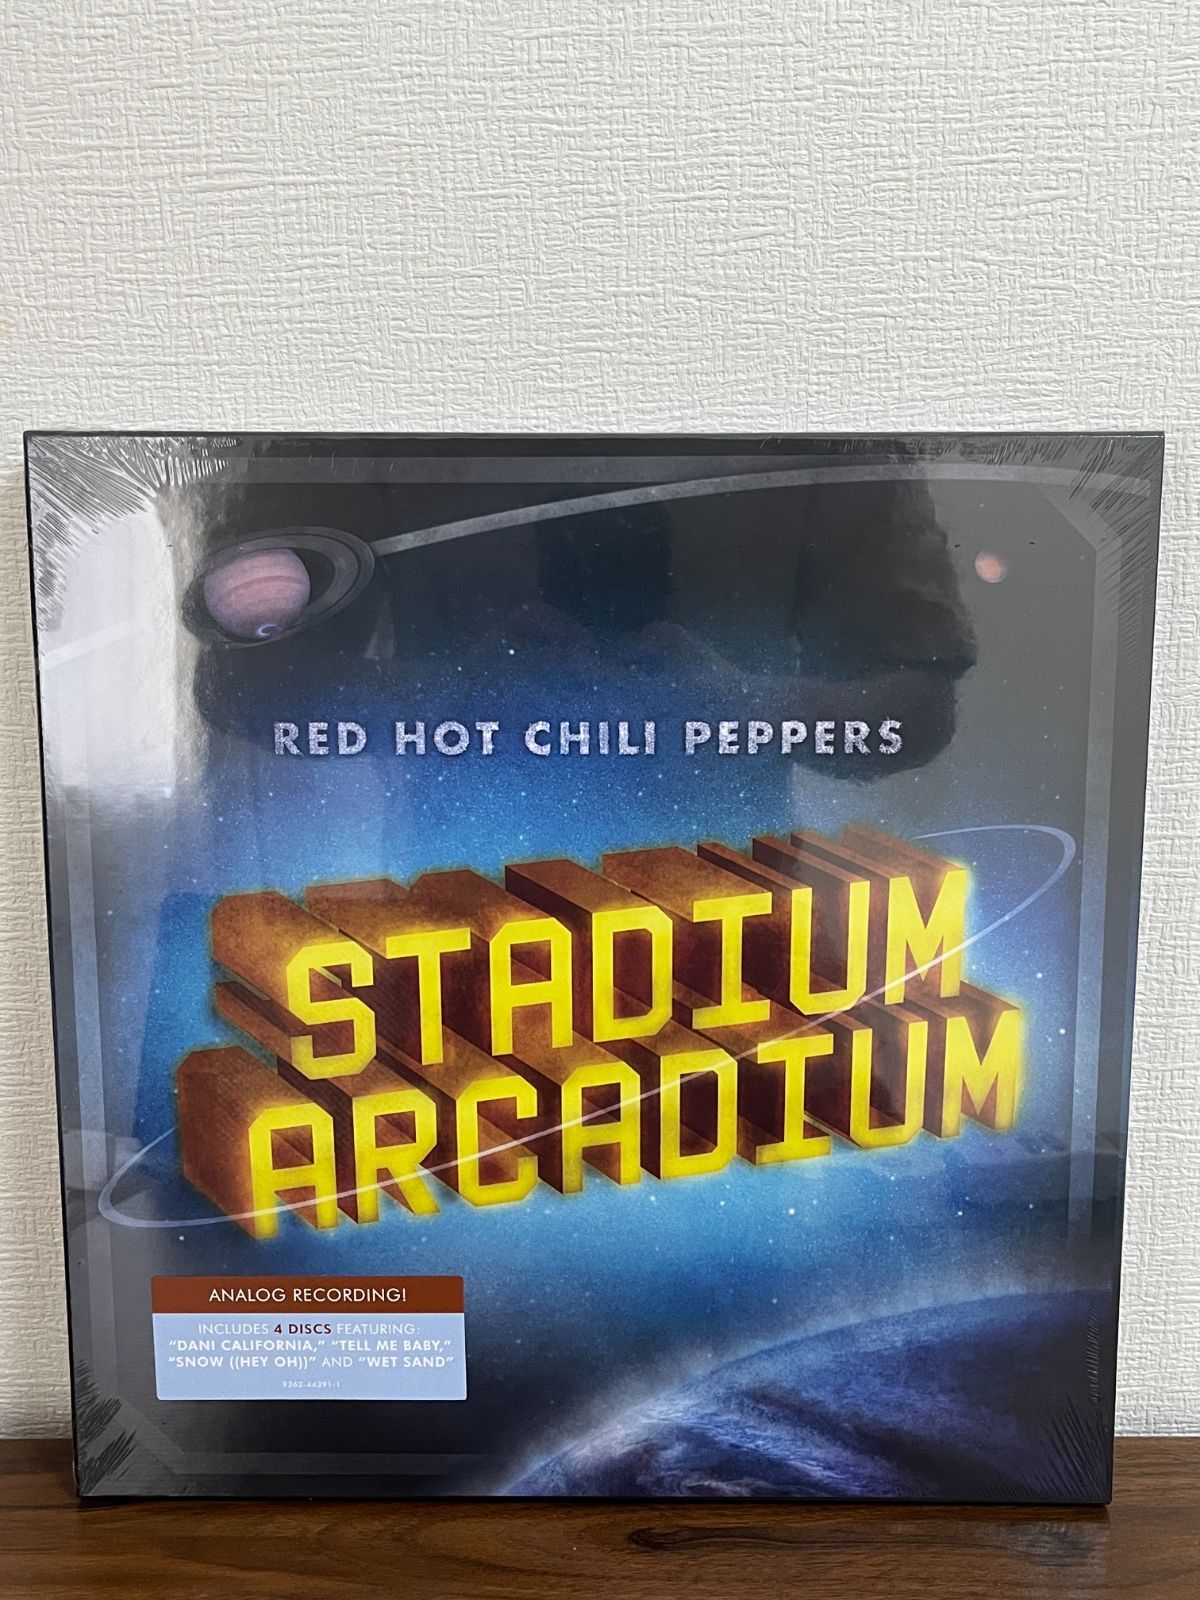 RED HOT CHILI PEPPERS
STADIUM
ARCADIUM
ANALOG RECORDING!
INCLUDES 4 DISCS FEATURING:
"DANI CALIFORNIA," "TELL ME BABY,"
"SNOW ((HEY OH))" AND "WET SAND"
9362-44391-1